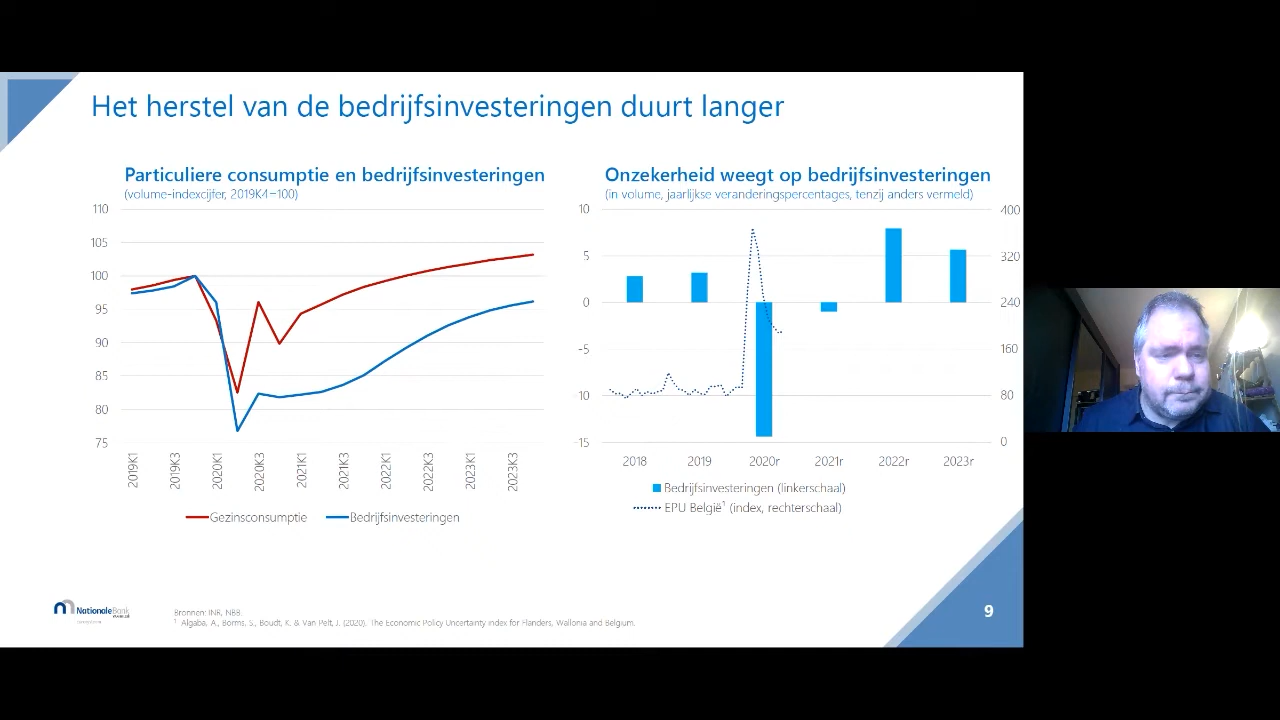 Het herstel van de bedrijfsinvesteringen duurt langer
Particuliere consumptie en bedrijfsinvesteringen
(volume-indexcijfer, 2019K4=100)
110
105
100
95
90
85
80
75
2019K1
2019K3
2020K1
2020K3
2021K1
2021K3
2022K1
2022K3
2023K1
2023K3
Gezinsconsumptie
Bedrijfsinvesteringen
Onzekerheid weegt op bedrijfsinvesteringen
(in volume, jaarlijkse veranderingspercentages, tenzij anders vermeld)
10
5
0
-5
-10
-15
400
320
240
160
80
0
2018
2019
2020r
2021r
2022r
2023r
Bedrijfsinvesteringen (linkerschaal)
EPU België¹ (index, rechterschaal)
NationaleBank
Bronnen: INR, NBB.
¹ Algaba, A., Borms, S., Boudt, K. & Van Pelt, J. (2020). The Economic Policy Uncertainty index for Flanders, Wallonia and Belgium.
9